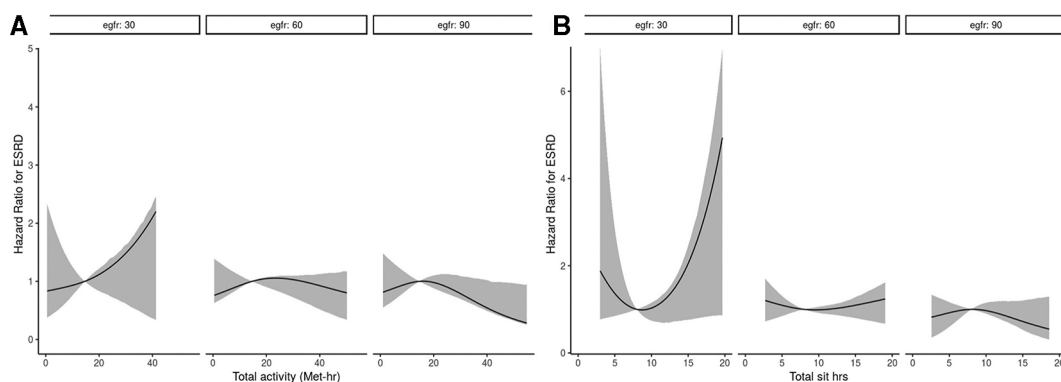 A
egfr: 30
egfr: 60
egfr: 90
Hazard Ratio for ESRD
5
4
3
2
1
0
0 20 40
0 20 40
0 20 40
Total activity (Met-hr)
B
egfr: 30
egfr: 60
egfr: 90
Hazard Ratio for ESRD
6
4
2
0
0 5 10 15 20
0 5 10 15 20
0 5 10 15 20
Total sit hrs